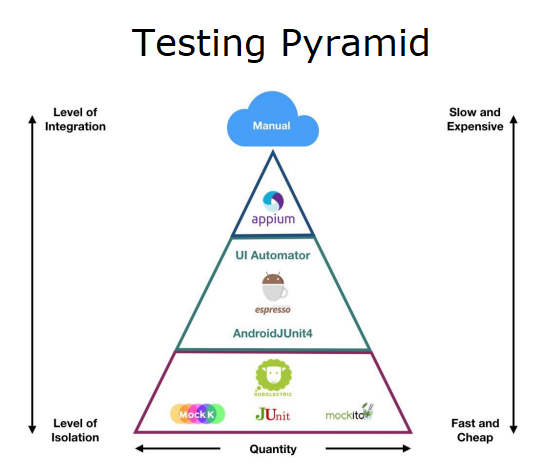 Testing Pyramid
Level of
Integration
Manual
Slow and
Expensive
appium
UI Automator
espresso
AndroidJUnit4
ROBOLECTRIC
MockK
JUnit
mockito
Level of
Isolation
Fast and
Cheap
Quantity